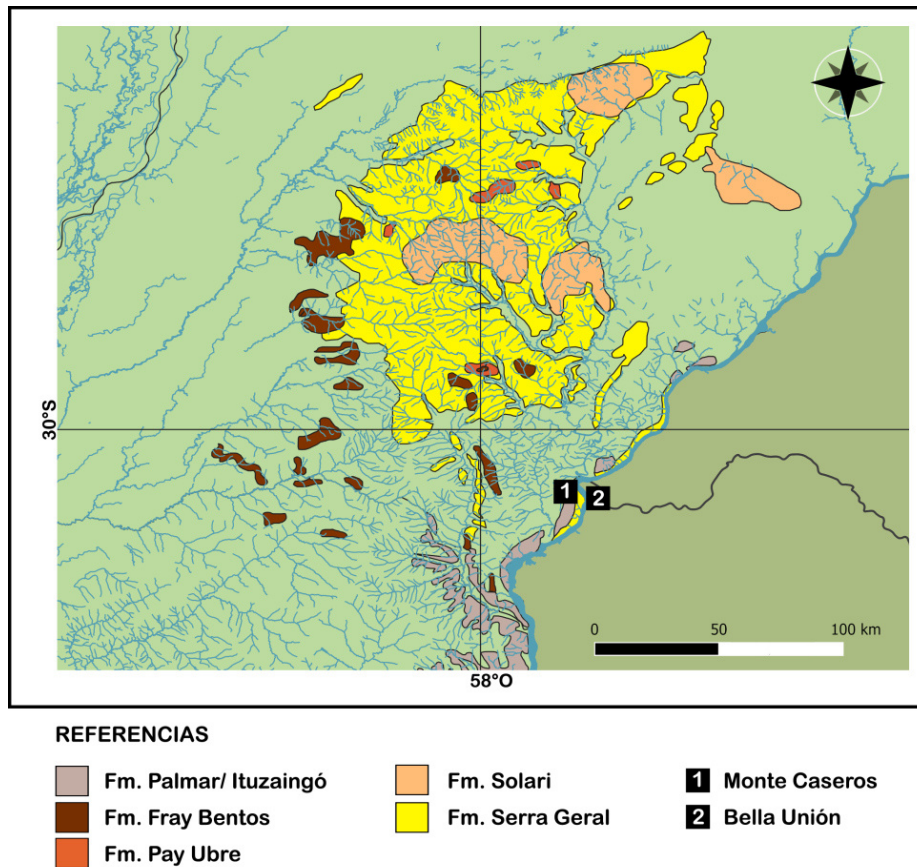 30°S
1
2
0 50 100 km
58°O
REFERENCIAS
Fm. Palmar/ Ituzaingó
Fm. Fray Bentos
Fm. Pay Ubre
Fm. Solari
Fm. Serra Geral
1 Monte Caseros
2 Bella Unión